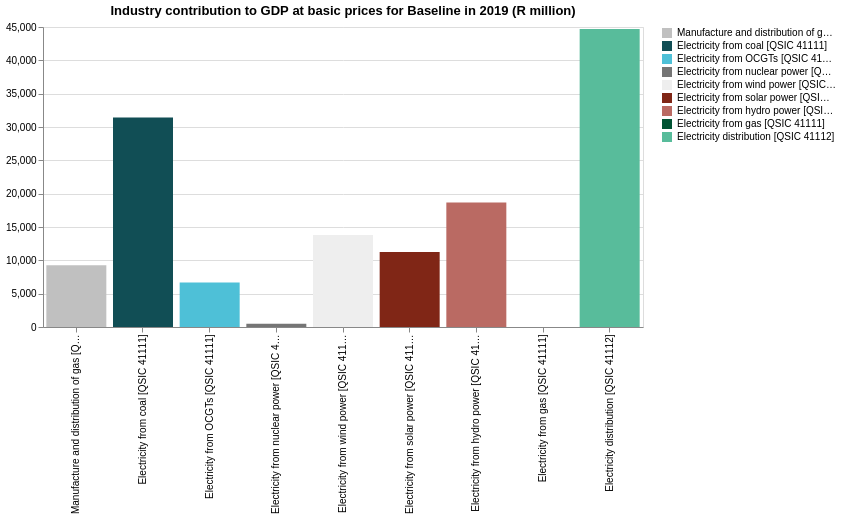 Industry contribution to GDP at basic prices for Baseline in 2019 (R million)
45,000
40,000
35,000
30,000
25,000
20,000
15,000
10,000
5,000
0
Manufacture and distribution of gas [Q...
Electricity from coal [QSIC 41111]
Electricity from OCGTs [QSIC 41111]
Electricity from nuclear power [QSIC 4...
Electricity from wind power [QSIC 411...
Electricity from solar power [QSIC 411...
Electricity from hydro power [QSIC 41...
Electricity from gas [QSIC 41111]
Electricity distribution [QSIC 41112]
Manufacture and distribution of g...
Electricity from coal [QSIC 41111]
Electricity from OCGTs [QSIC 41...
Electricity from nuclear power [Q...
Electricity from wind power [QSIC...
Electricity from solar power [QSI...
Electricity from hydro power [QSI...
Electricity from gas [QSIC 41111]
Electricity distribution [QSIC 41112]